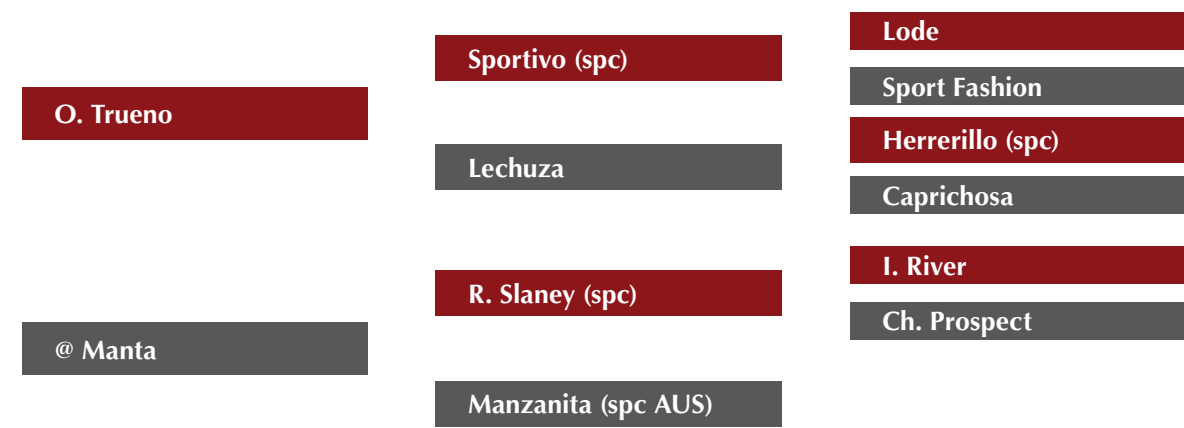 O. Trueno
@ Manta
Sportivo (spc)
Lechuza
R. Slaney (spc)
Manzanita (spc AUS)
Lode
Sport Fashion
Herrerillo (spc)
Caprichosa
I. River
Ch. Prospect